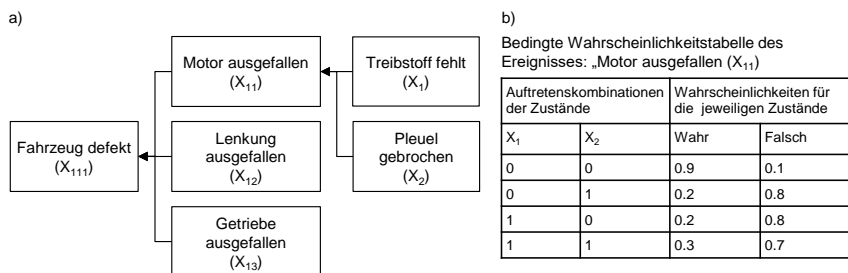 a)
Motor ausgefallen
(X11)
Treibstoff fehlt
(X1)
Fahrzeug defekt
(X111)
Lenkung
ausgefallen
(X12)
Pleuel
gebrochen
(X2)
Getriebe
ausgefallen
(X13)
b)
Bedingte Wahrscheinlichkeitstabelle des
Ereignisses: „Motor ausgefallen (X11)
Auftretenskombinationen
der Zustände
Wahrscheinlichkeiten für
die jeweiligen Zustände
X1 X2 Wahr Falsch
0 0 0.9 0.1
0 1 0.2 0.8
1 0 0.2 0.8
1 1 0.3 0.7